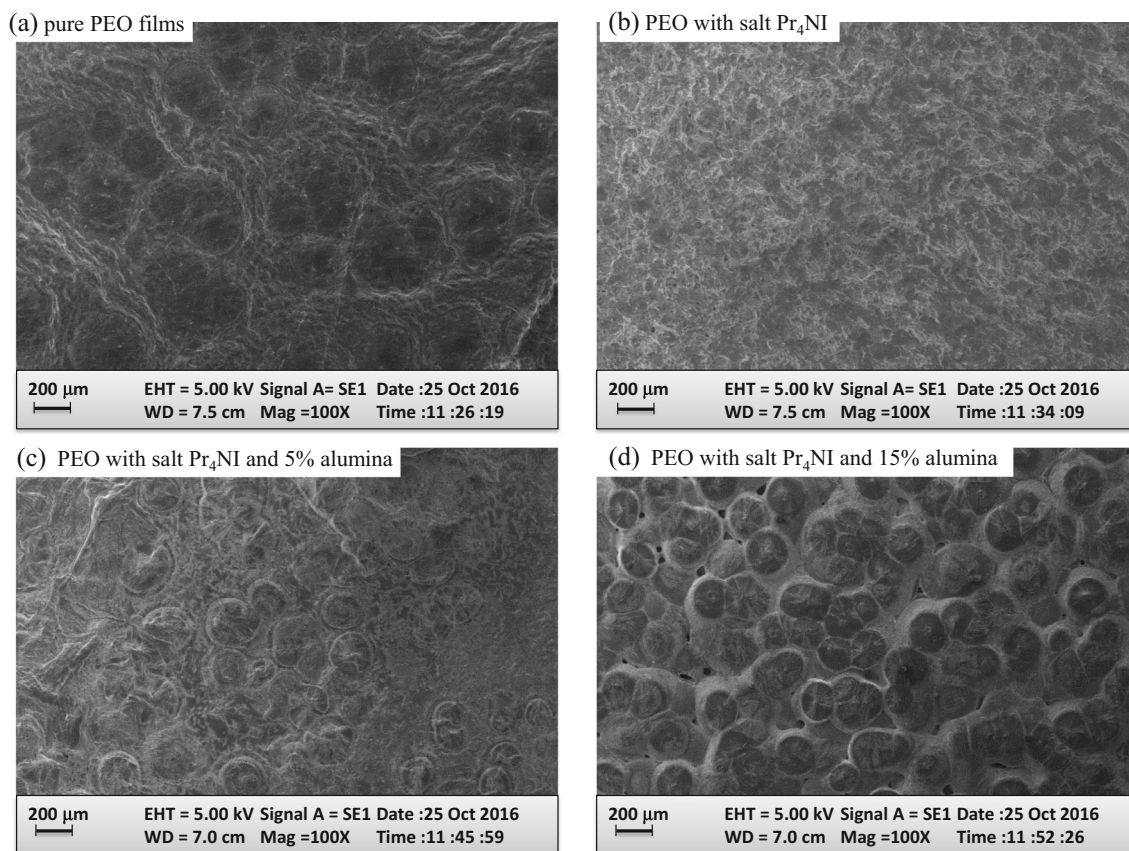 (a) pure PEO films
(b) PEO with salt Pr₄NI
200 μm EHT = 5.00 kV Signal A= SE1 Date :25 Oct 2016
WD = 7.5 cm Mag =100X Time :11 :26 :19
200 μm EHT = 5.00 kV Signal A= SE1 Date :25 Oct 2016
WD = 7.5 cm Mag =100X Time :11 :34 :09
(c) PEO with salt Pr₄NI and 5% alumina
(d) PEO with salt Pr₄NI and 15% alumina
200 μm EHT = 5.00 kV Signal A = SE1 Date :25 Oct 2016
WD = 7.0 cm Mag =100X Time :11 :45 :59
200 μm EHT = 5.00 kV Signal A = SE1 Date :25 Oct 2016
WD = 7.0 cm Mag =100X Time :11 :52 :26